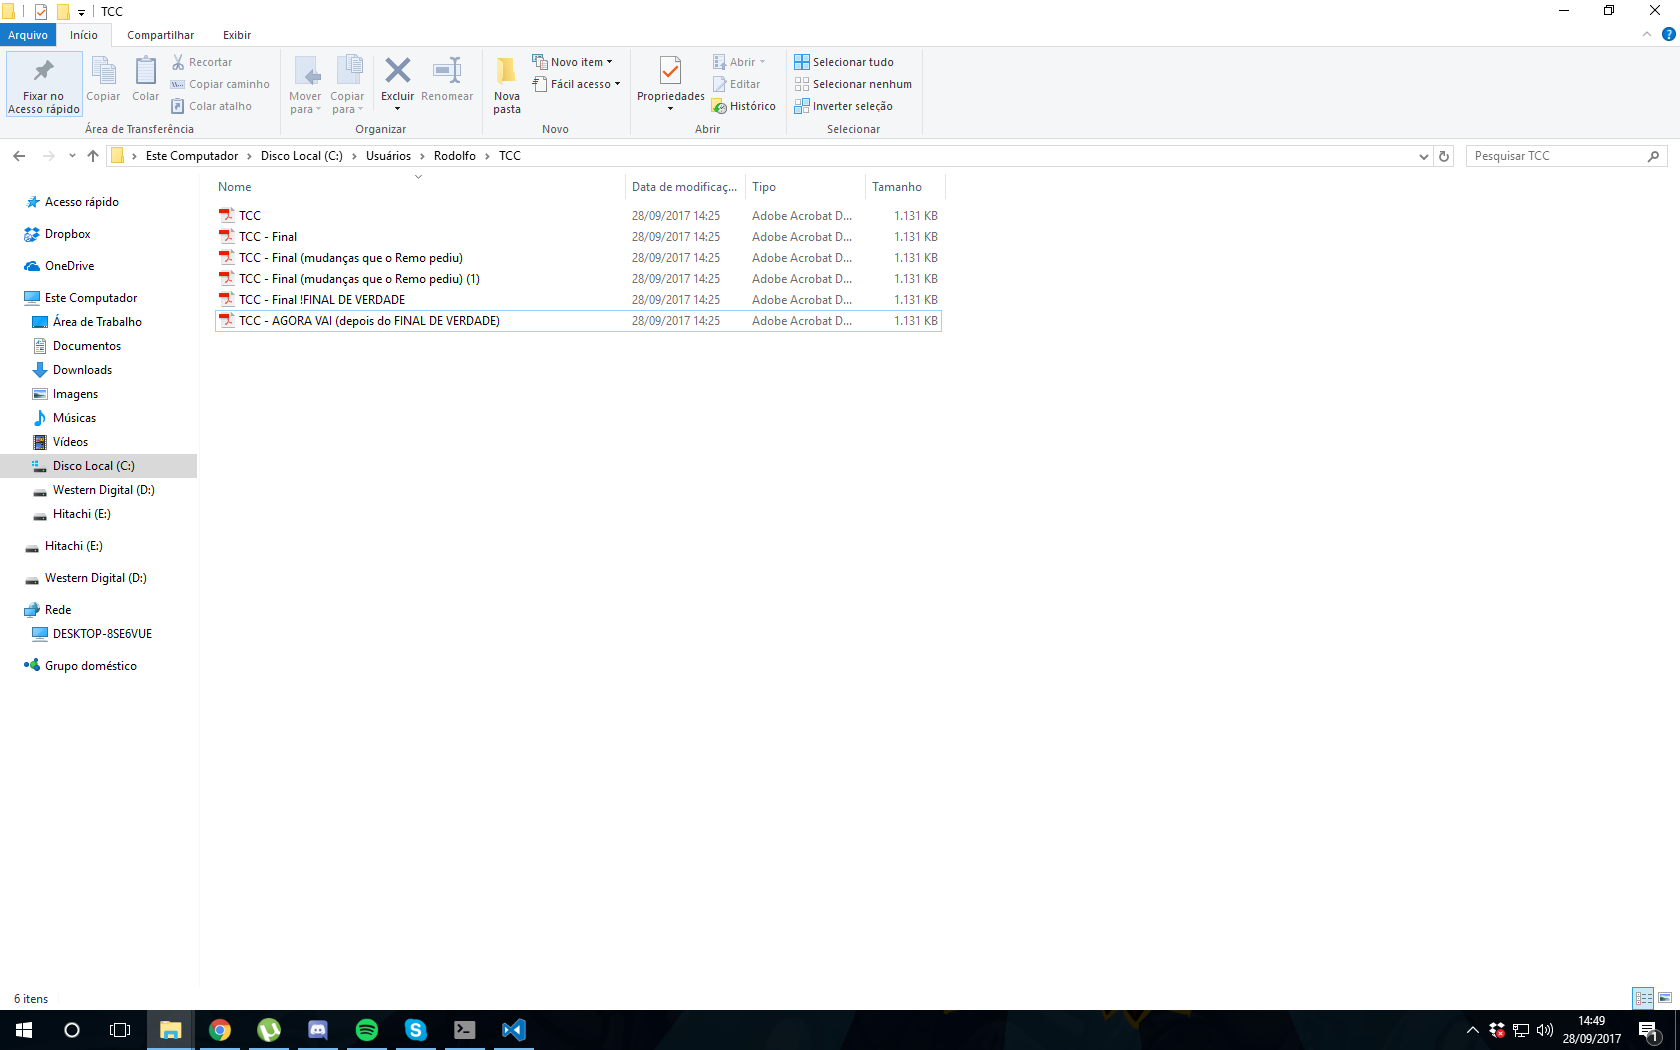 TCC
Arquivo Início Compartilhar Exibir
Fixar no Acesso rápido
Copiar
Colar
Recortar
Copiar caminho
Colar atalho
Área de Transferência
Mover para
Copiar para
Excluir
Renomear
Organizar
Nova pasta
Novo item
Fácil acesso
Novo
Propriedades
Abrir
Editar
Histórico
Abrir
Selecionar tudo
Selecionar nenhum
Inverter seleção
Selecionar
Este Computador > Disco Local (C:) > Usuários > Rodolfo > TCC
Pesquisar TCC
Nome Data de modificaç... Tipo Tamanho
TCC 28/09/2017 14:25 Adobe Acrobat D... 1.131 KB
TCC - Final 28/09/2017 14:25 Adobe Acrobat D... 1.131 KB
TCC - Final (mudanças que o Remo pediu) 28/09/2017 14:25 Adobe Acrobat D... 1.131 KB
TCC - Final (mudanças que o Remo pediu) (1) 28/09/2017 14:25 Adobe Acrobat D... 1.131 KB
TCC - Final !FINAL DE VERDADE 28/09/2017 14:25 Adobe Acrobat D... 1.131 KB
TCC - AGORA VAI (depois do FINAL DE VERDADE) 28/09/2017 14:25 Adobe Acrobat D... 1.131 KB
Acesso rápido
Dropbox
OneDrive
Este Computador
Área de Trabalho
Documentos
Downloads
Imagens
Músicas
Vídeos
Disco Local (C:)
Western Digital (D:)
Hitachi (E:)
Hitachi (E:)
Western Digital (D:)
Rede
DESKTOP-8SE6VUE
Grupo doméstico
6 itens
14:49
28/09/2017
1